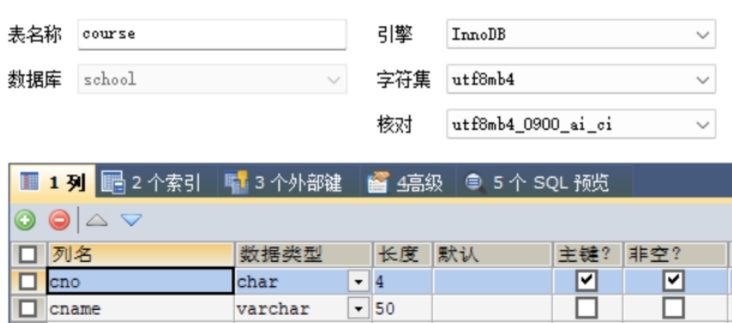 表名称 course 引擎 InnoDB
数据库 school 字符集 utf8mb4
核对 utf8mb4_0900_ai_ci
1 列 2 个索引 3 个外部键 4高级 5 个 SQL 预览
列名 数据类型 长度 默认 主键? 非空?
cno char 4
cname varchar 50